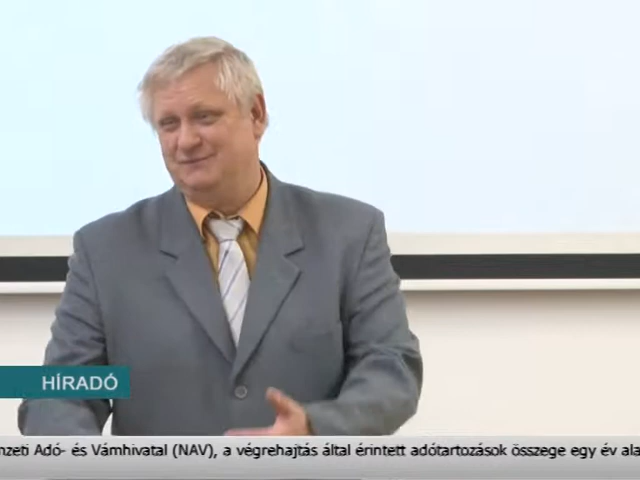 HÍRADÓ
nzeti Adó- és Vámhivatal (NAV), a végrehajtás által érintett adótartozások összege egy év ala